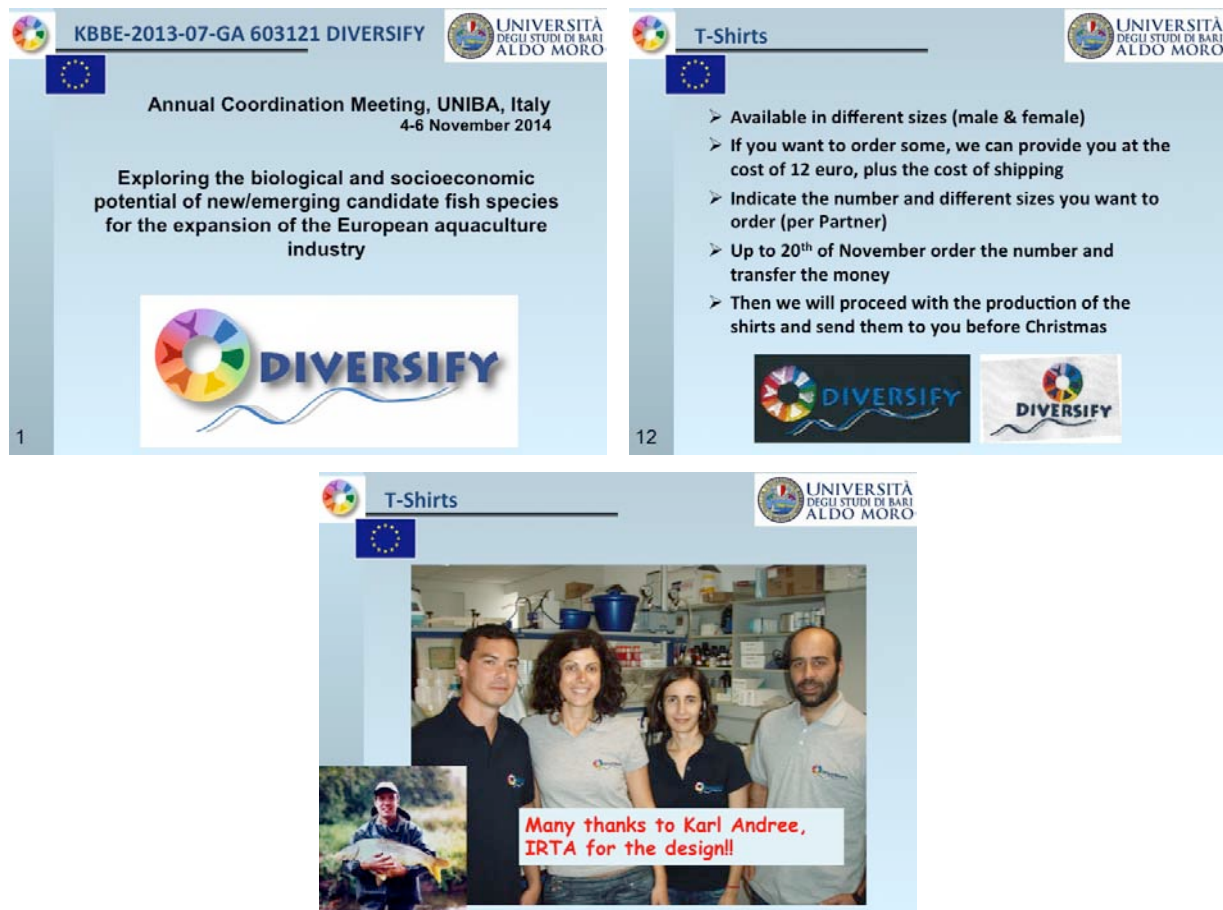 KBBE-2013-07-GA 603121 DIVERSIFY
UNIVERSITÀ
DEGLI STUDI DI BARI
ALDO MORO
Annual Coordination Meeting, UNIBA, Italy
4-6 November 2014
Exploring the biological and socioeconomic
potential of new/emerging candidate fish species
for the expansion of the European aquaculture
industry
DIVERSIFY
1
T-Shirts
UNIVERSITÀ
DEGLI STUDI DI BARI
ALDO MORO
➢ Available in different sizes (male & female)
➢ If you want to order some, we can provide you at the
cost of 12 euro, plus the cost of shipping
➢ Indicate the number and different sizes you want to
order (per Partner)
➢ Up to 20th of November order the number and
transfer the money
➢ Then we will proceed with the production of the
shirts and send them to you before Christmas
DIVERSIFY
DIVERSIFY
12
T-Shirts
UNIVERSITÀ
DEGLI STUDI DI BARI
ALDO MORO
Many thanks to Karl Andree,
IRTA for the design!!